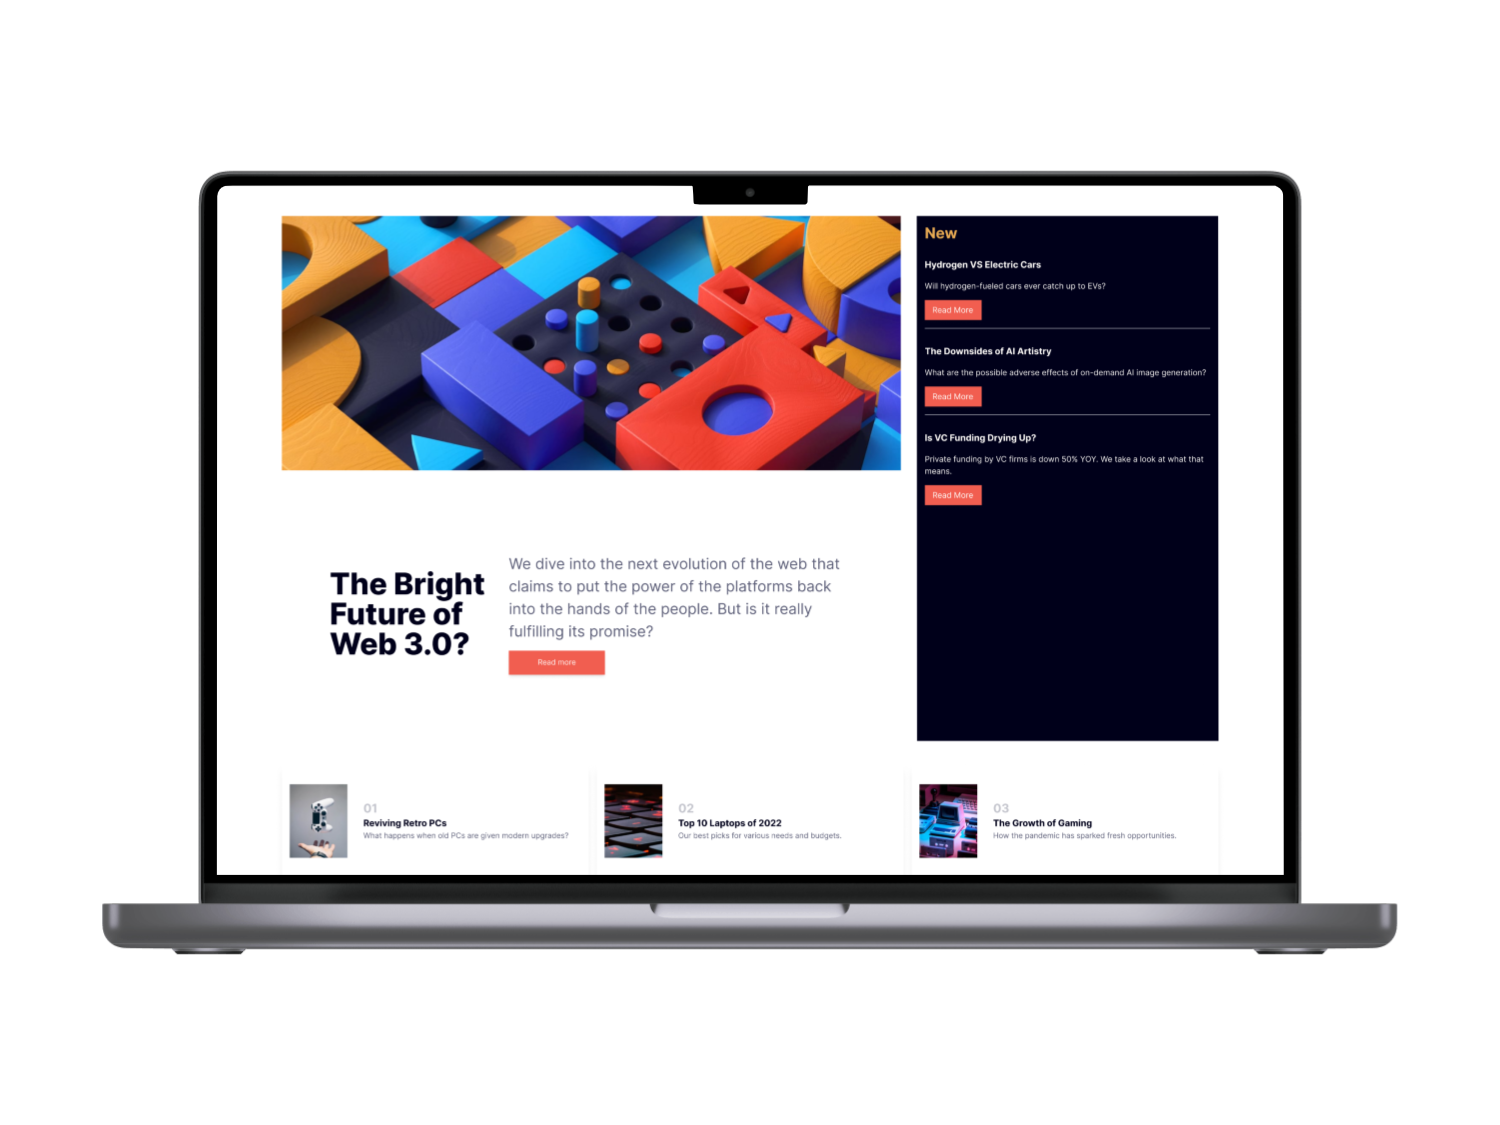 New
Hydrogen VS Electric Cars
Will hydrogen-fueled cars ever catch up to EVs?
Read More
The Downsides of AI Artistry
What are the possible adverse effects of on-demand AI image generation?
Read More
Is VC Funding Drying Up?
Private funding by VC firms is down 50% YOY. We take a look at what that
means.
Read More
The Bright
Future of
Web 3.0?
We dive into the next evolution of the web that
claims to put the power of the platforms back
into the hands of the people. But is it really
fulfilling its promise?
Read more
01
Reviving Retro PCs
What happens when old PCs are given modern upgrades?
02
Top 10 Laptops of 2022
Our best picks for various needs and budgets.
03
The Growth of Gaming
How the pandemic has sparked fresh opportunities.